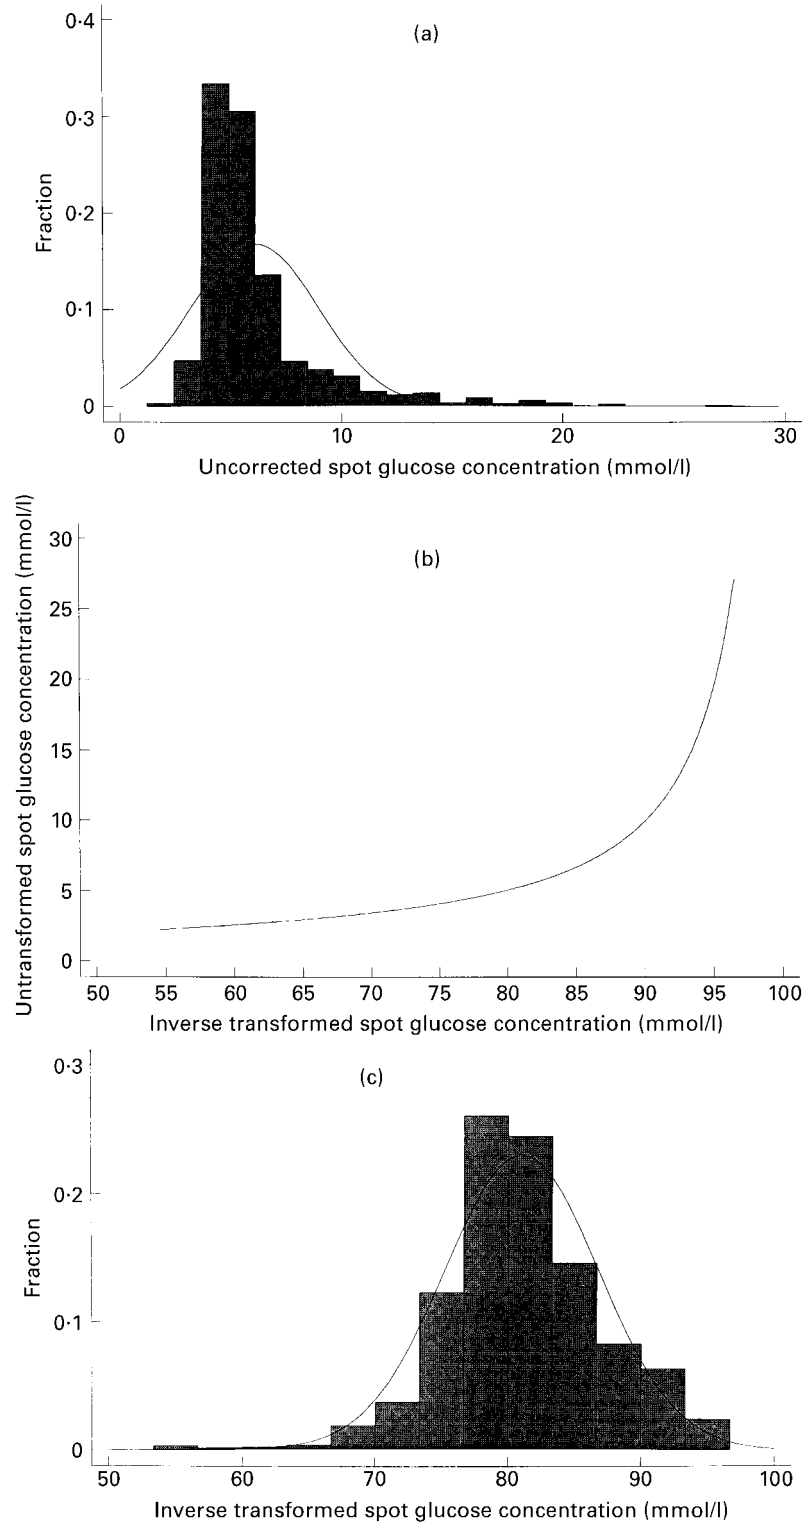 (a)
0·4
0·3
0·2
0·1
0
Fraction
0 10 20 30
Uncorrected spot glucose concentration (mmol/l)
(b)
30
25
20
15
10
5
0
Untransformed spot glucose concentration (mmol/l)
50 55 60 65 70 75 80 85 90 95 100
Inverse transformed spot glucose concentration (mmol/l)
(c)
0·3
0·2
0·1
0
Fraction
50 60 70 80 90 100
Inverse transformed spot glucose concentration (mmol/l)